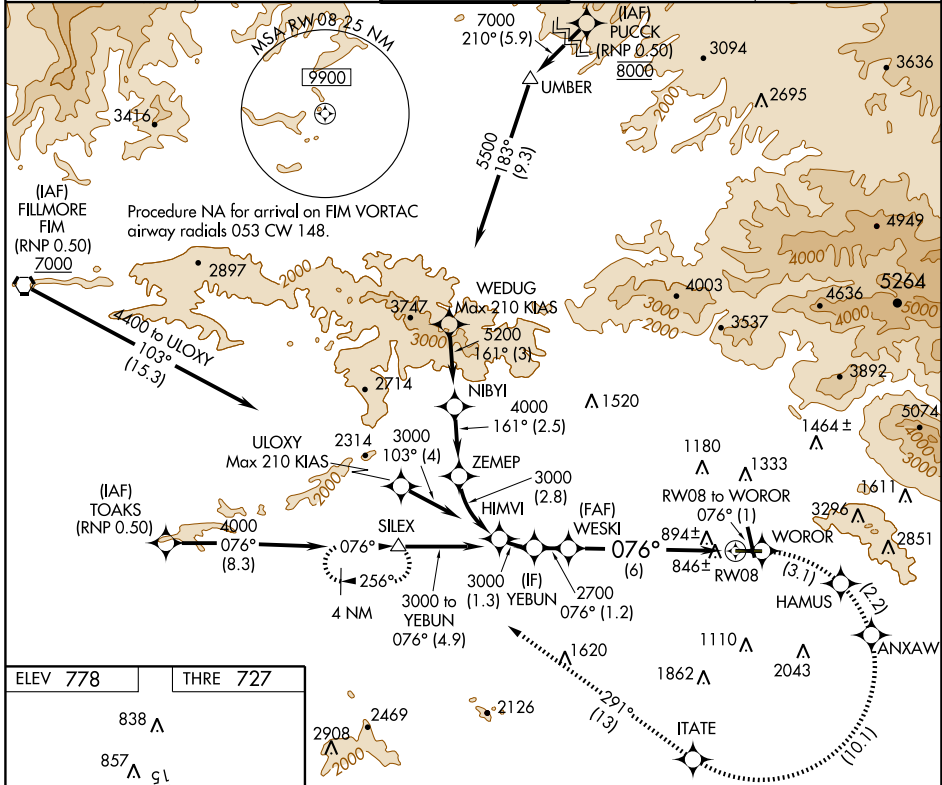 MSA RW08 25 NM
9900
7000
210° (5.9)
(IAF)
PUCCK
(RNP 0.50)
8000
UMBER
3094
3636
2695
2000
3416
5500
183°
(9.3)
(IAF)
FILLMORE
FIM
(RNP 0.50)
7000
Procedure NA for arrival on FIM VORTAC
airway radials 053 CW 148.
2897
2000
4949
4000
WEDUG
Max 210 KIAS
3747
3000
5200
161° (3)
4003
3000
2000
3537
4636
4000
5264
5000
4400 to ULOXY
103°
(15.3)
2714
NIBYI
1520
3892
4000
161° (2.5)
5074
4000
3000
1464±
ULOXY
Max 210 KIAS
2314
3000
103° (4)
2000
ZEMEP
1180
1333
3000
(2.8)
RW08 to WOROR
076° (1)
1611
3296
2851
(IAF)
TOAKS
(RNP 0.50)
4000
076°
(8.3)
SILEX
076°
256°
4 NM
HIMVI
(FAF)
WESKI
894±
846±
076°
(6)
RW08
WOROR
(3.1)
HAMUS
(2.2)
ANXAW
3000 to
YEBUN
076° (4.9)
3000
(1.3)
(IF)
YEBUN
2700
076° (1.2)
1620
1110
1862
2043
291°
(13)
ITATE
(10.1)
ELEV 778
THRE 727
838
857
15
2908
2469
2000
2126